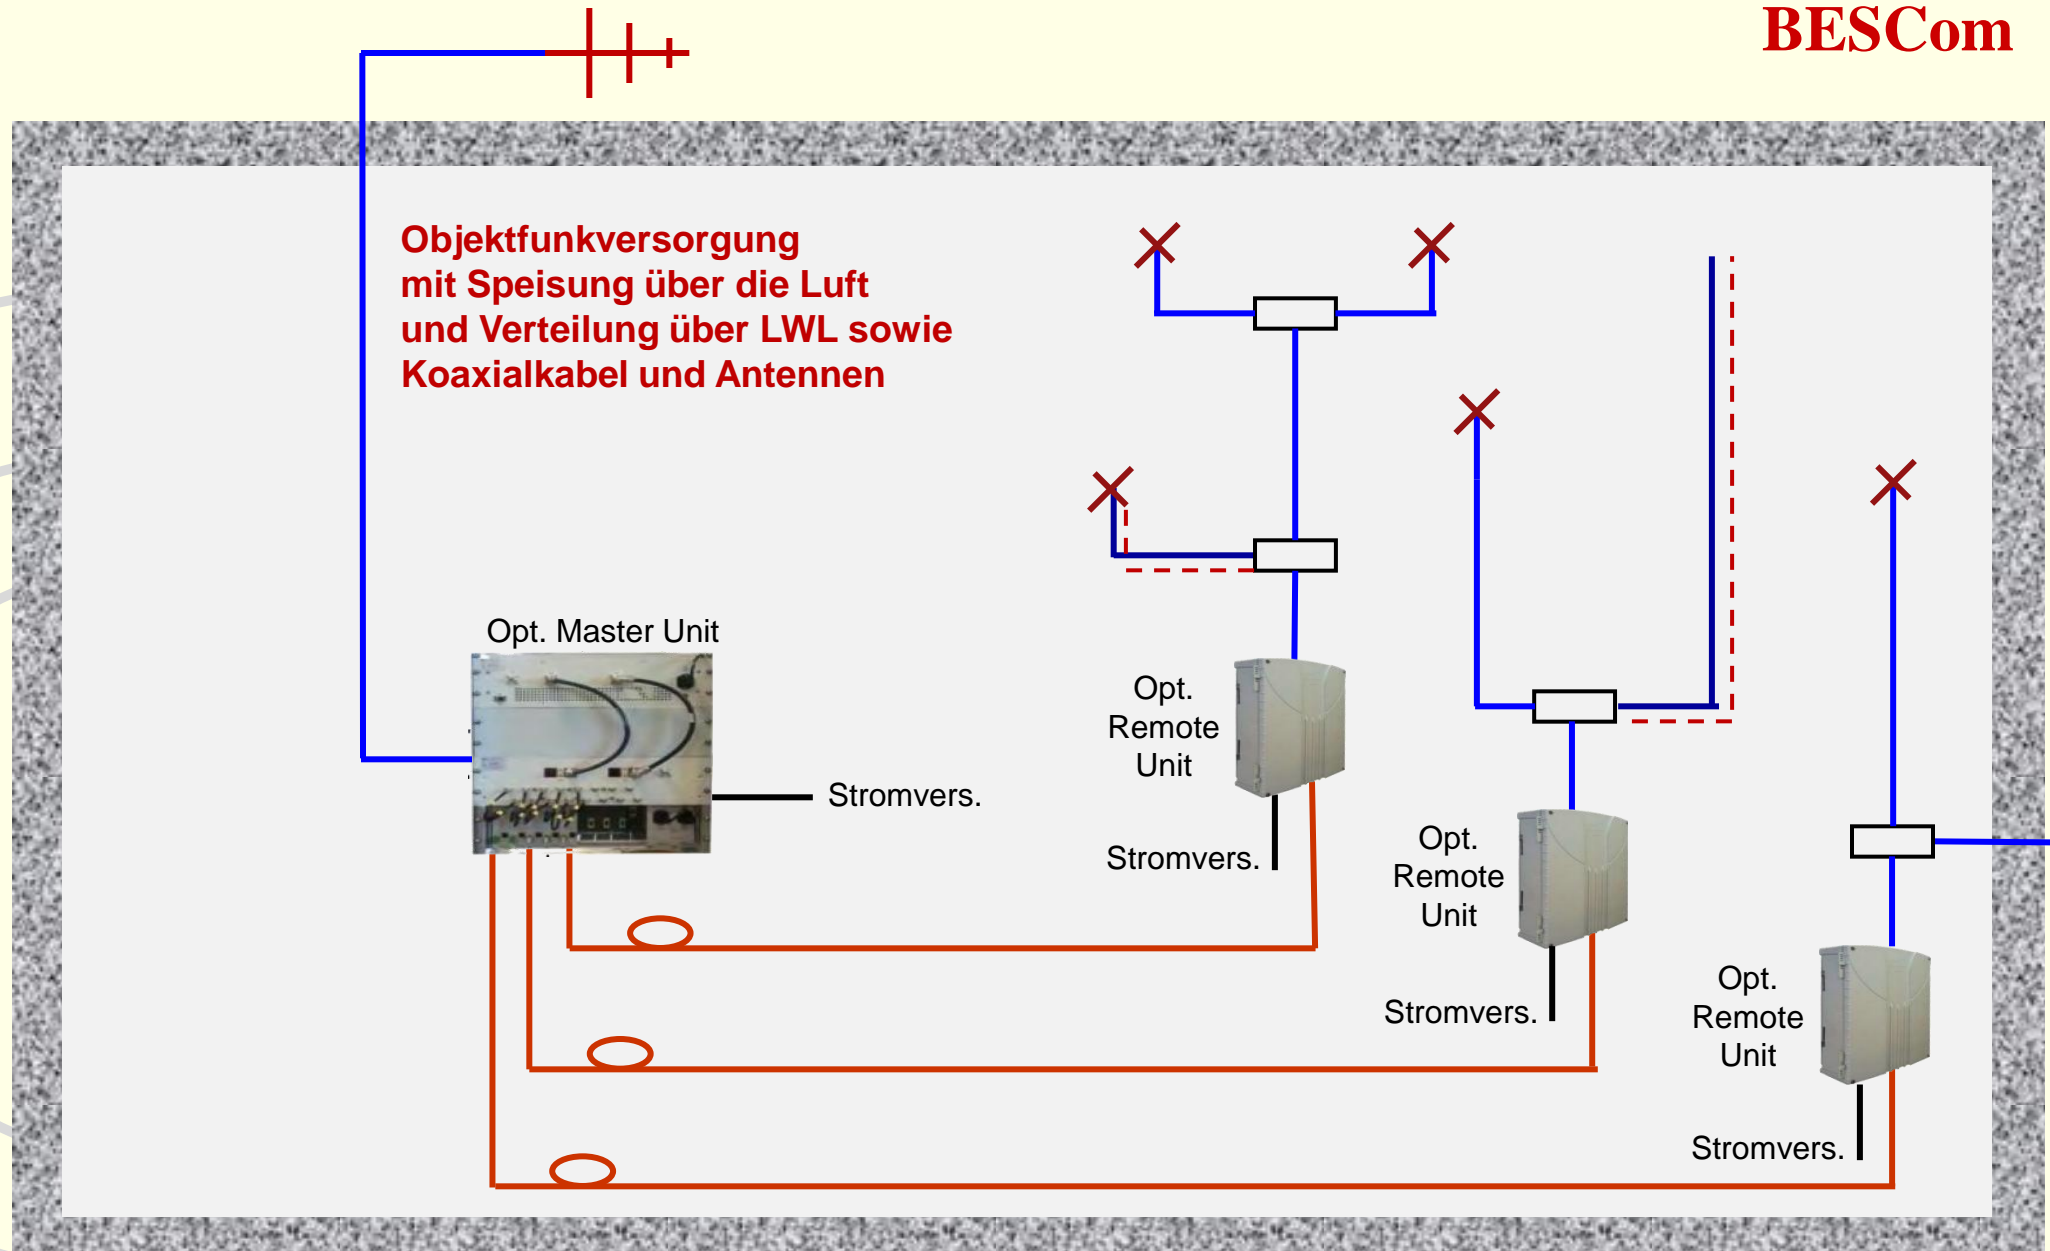 BESCom
Objektfunkversorgung
mit Speisung über die Luft
und Verteilung über LWL sowie
Koaxialkabel und Antennen
Opt. Master Unit
Stromvers.
Opt.
Remote
Unit
Stromvers.
Opt.
Remote
Unit
Stromvers.
Opt.
Remote
Unit
Stromvers.